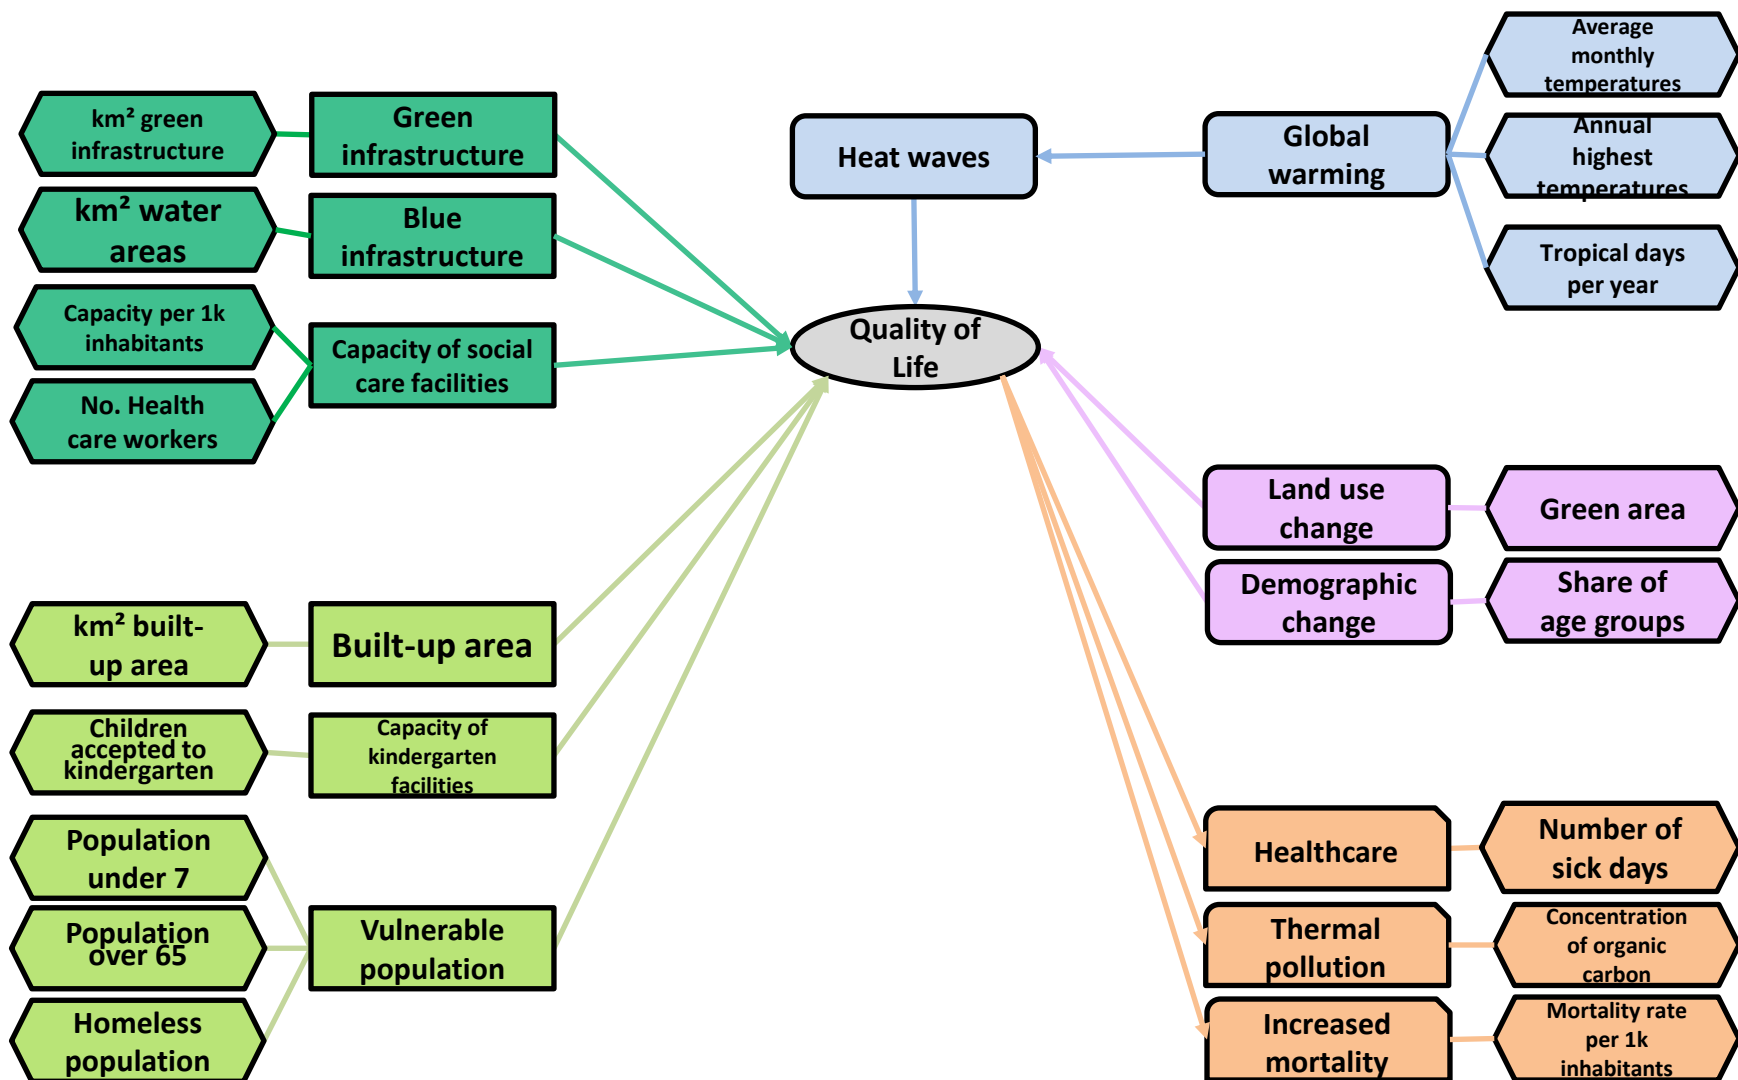 km² green
infrastructure
Green
infrastructure
km² water
areas
Blue
infrastructure
Capacity per 1k
inhabitants
No. Health
care workers
Capacity of social
care facilities
Heat waves
Global
warming
Average
monthly
temperatures
Annual
highest
temperatures
Tropical days
per year
Quality of
Life
Land use
change
Green area
Demographic
change
Share of
age groups
km² built-
up area
Built-up area
Children
accepted to
kindergarten
Capacity of
kindergarten
facilities
Population
under 7
Population
over 65
Homeless
population
Vulnerable
population
Healthcare
Number of
sick days
Thermal
pollution
Concentration
of organic
carbon
Increased
mortality
Mortality rate
per 1k
inhabitants